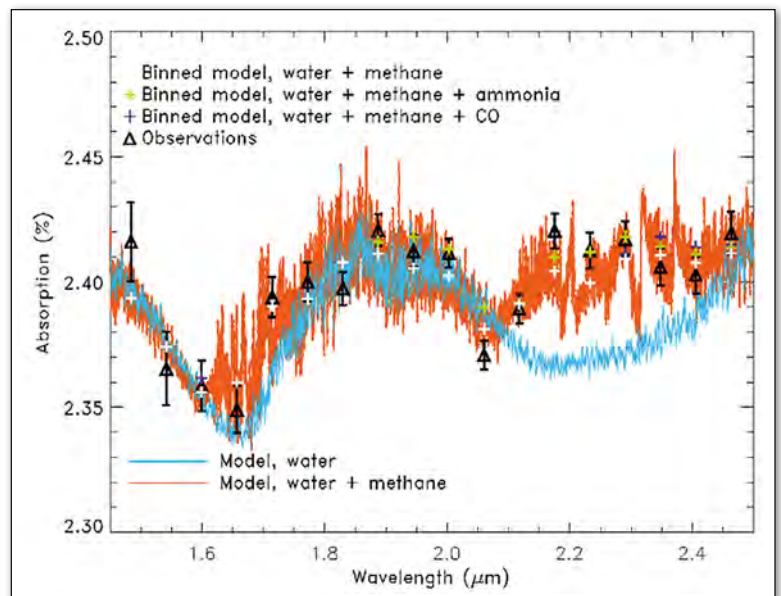 2.50
Binned model, water + methane
+ Binned model, water + methane + ammonia
+ Binned model, water + methane + CO
△ Observations
2.45
Absorption (%)
2.40
2.35
Model, water
Model, water + methane
2.30
1.6 1.8 2.0 2.2 2.4
Wavelength (μm)